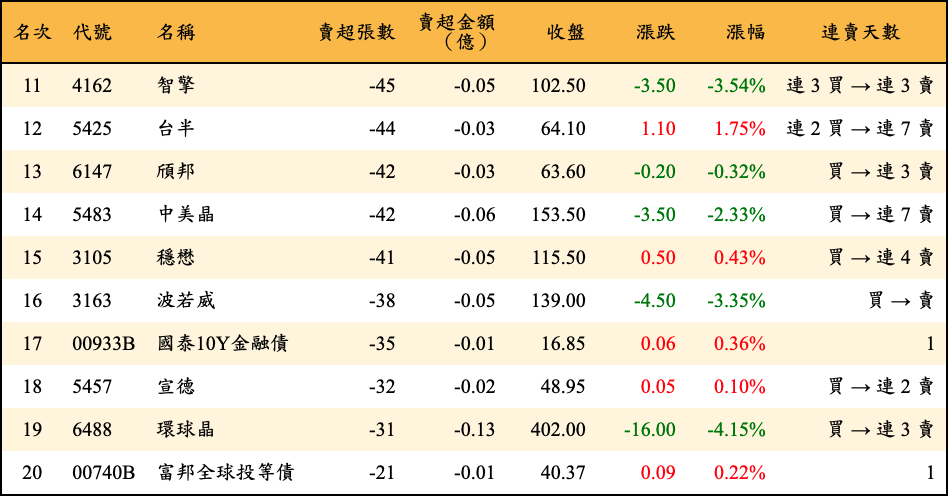 名次 代號 名稱 賣超張數 賣超金額（億） 收盤 漲跌 漲幅 連賣天數
11 4162 智擎 -45 -0.05 102.50 -3.50 -3.54% 連 3 買 → 連 3 賣
12 5425 台半 -44 -0.03 64.10 1.10 1.75% 連 2 買 → 連 7 賣
13 6147 頎邦 -42 -0.03 63.60 -0.20 -0.32% 買 → 連 3 賣
14 5483 中美晶 -42 -0.06 153.50 -3.50 -2.33% 買 → 連 7 賣
15 3105 穩懋 -41 -0.05 115.50 0.50 0.43% 買 → 連 4 賣
16 3163 波若威 -38 -0.05 139.00 -4.50 -3.35% 買 → 賣
17 00933B 國泰10Y金融債 -35 -0.01 16.85 0.06 0.36% 1
18 5457 宣德 -32 -0.02 48.95 0.05 0.10% 買 → 連 2 賣
19 6488 環球晶 -31 -0.13 402.00 -16.00 -4.15% 買 → 連 3 賣
20 00740B 富邦全球投等債 -21 -0.01 40.37 0.09 0.22% 1